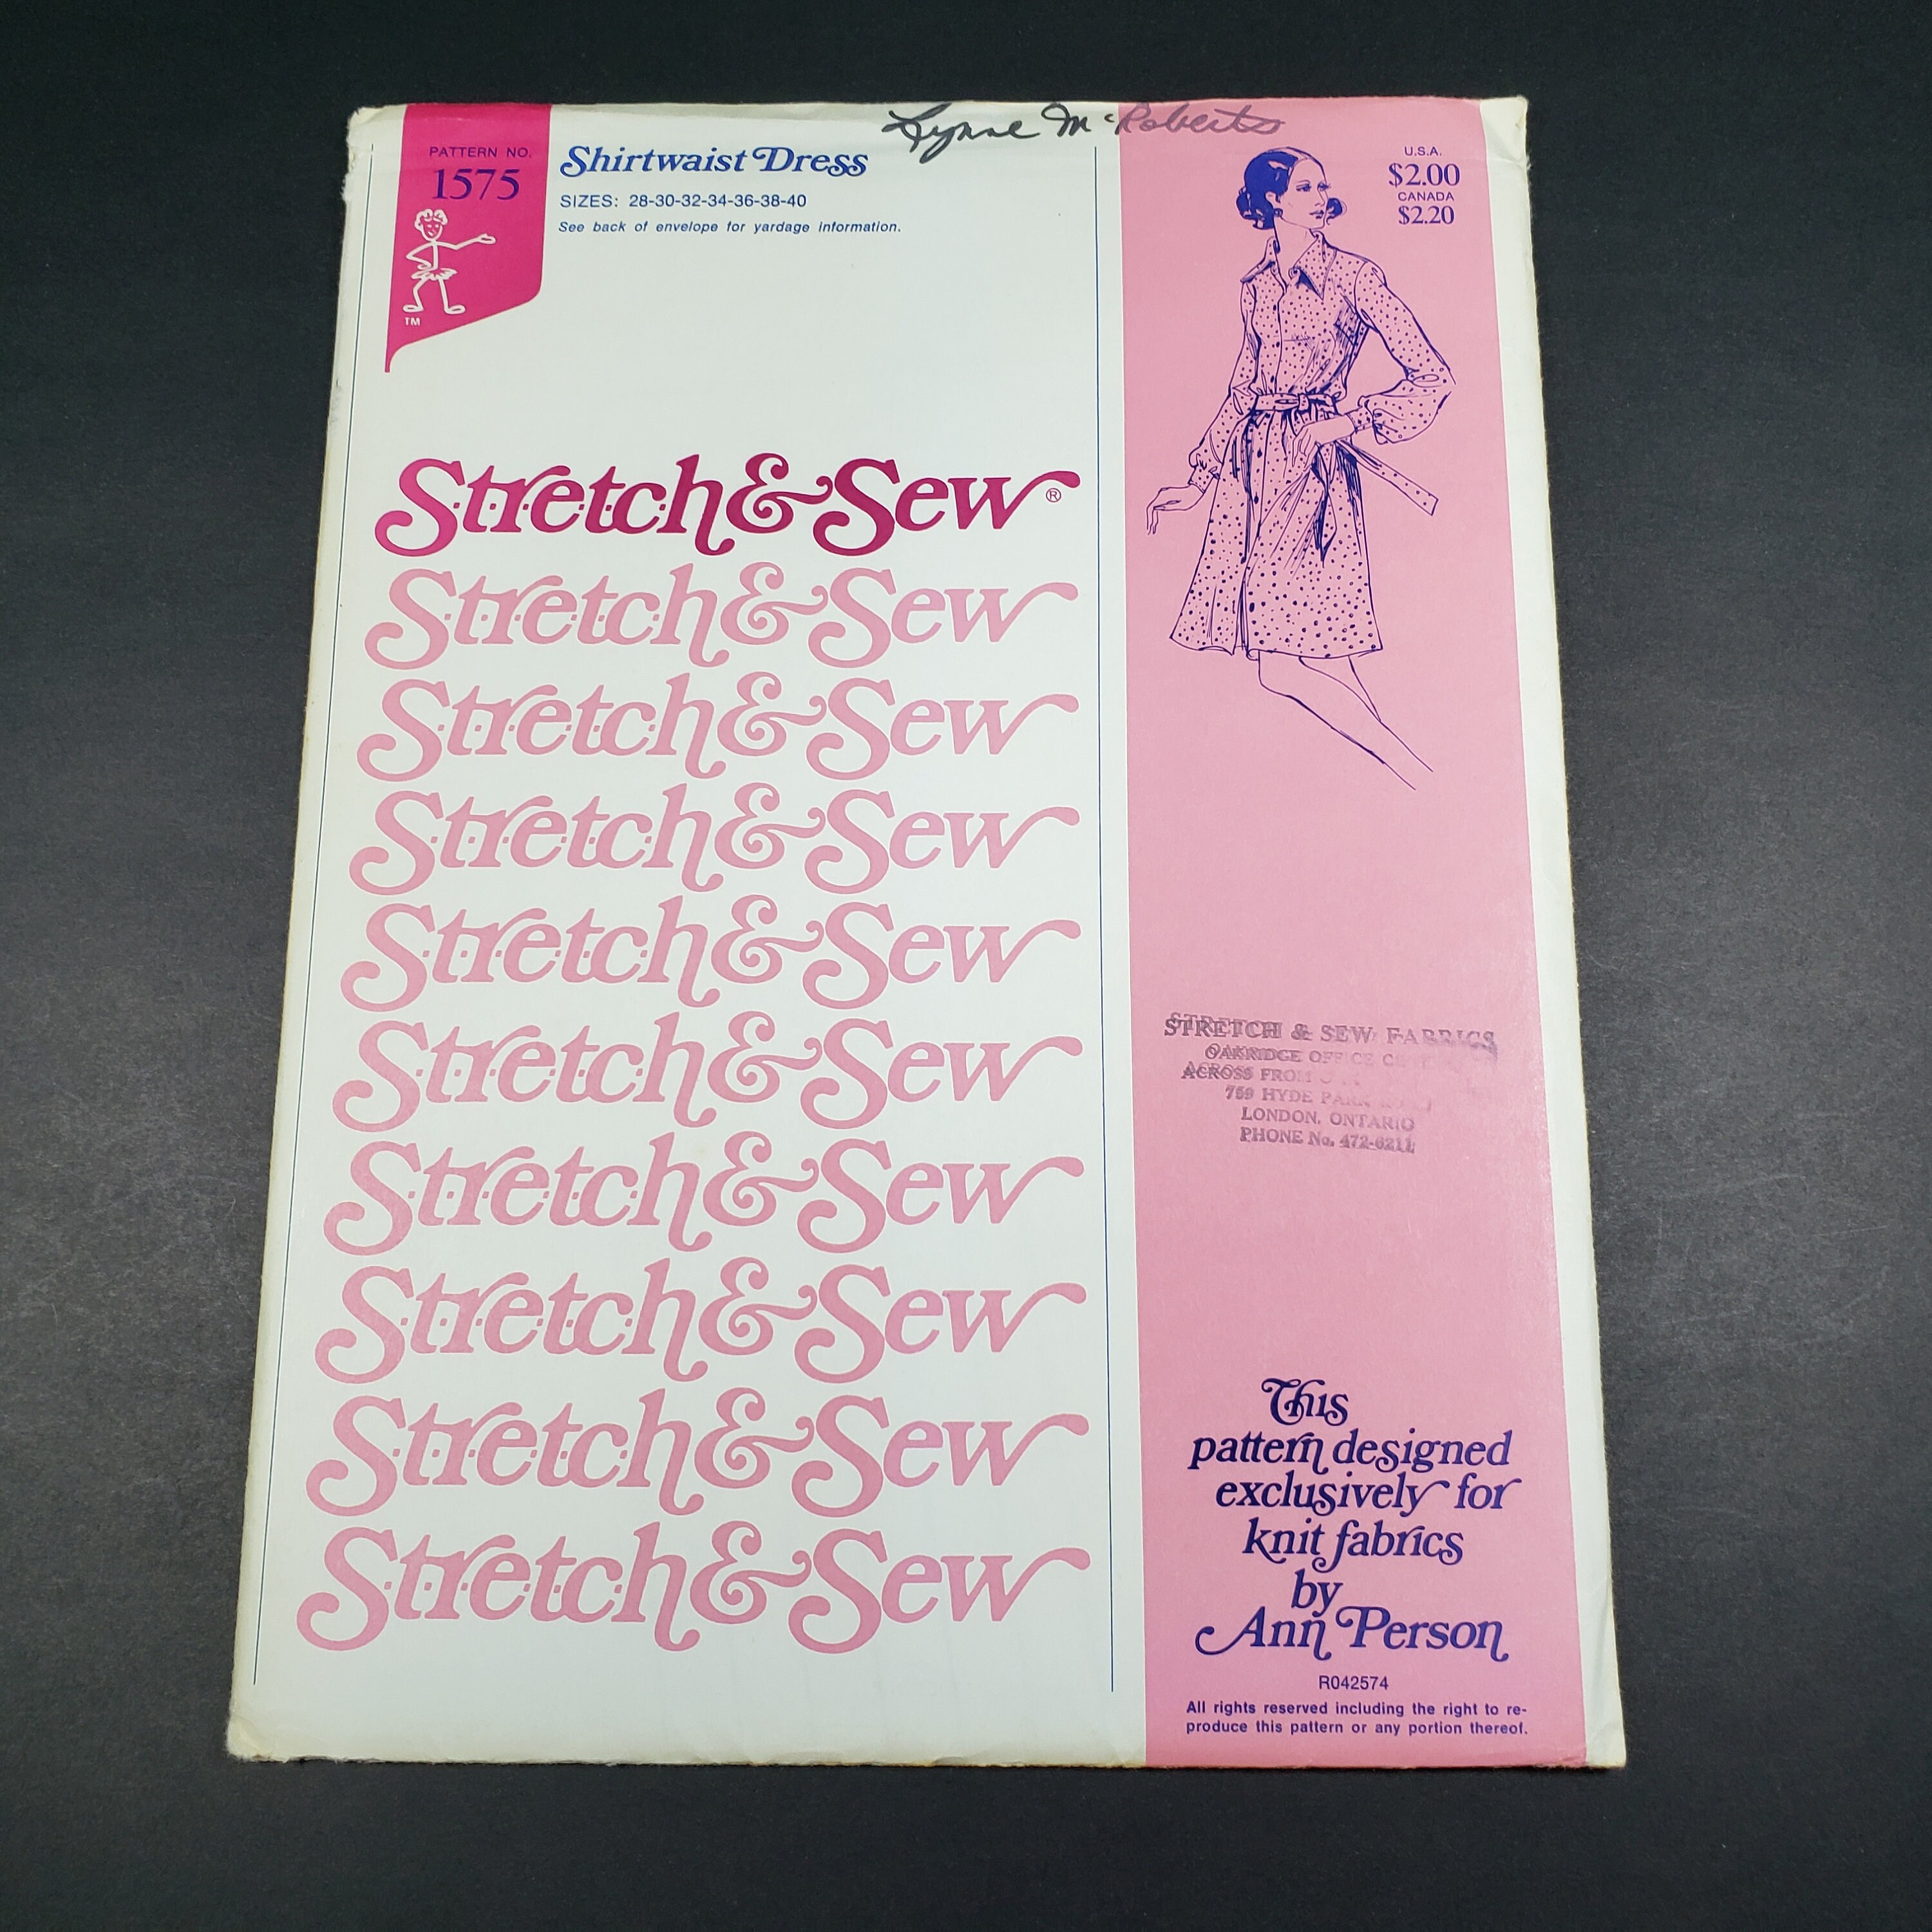 Lynne McRoberts
PATTERN NO.
1575
TM
Shirtwaist Dress
SIZES: 28-30-32-34-36-38-40
See back of envelope for yardage information.
U.S.A.
$2.00
CANADA
$2.20
Stretch & Sew®
Stretch & Sew
Stretch & Sew
Stretch & Sew
Stretch & Sew
Stretch & Sew
Stretch & Sew
Stretch & Sew
Stretch & Sew
Stretch & Sew
STRETCH & SEW FABRICS
OAKRIDGE OFFICE
ACROSS FROM
759 HYDE PARK
LONDON, ONTARIO
PHONE No. 472-6211
This
pattern designed
exclusively for
knit fabrics
by
Ann Person
R042574
All rights reserved including the right to re-
produce this pattern or any portion thereof.